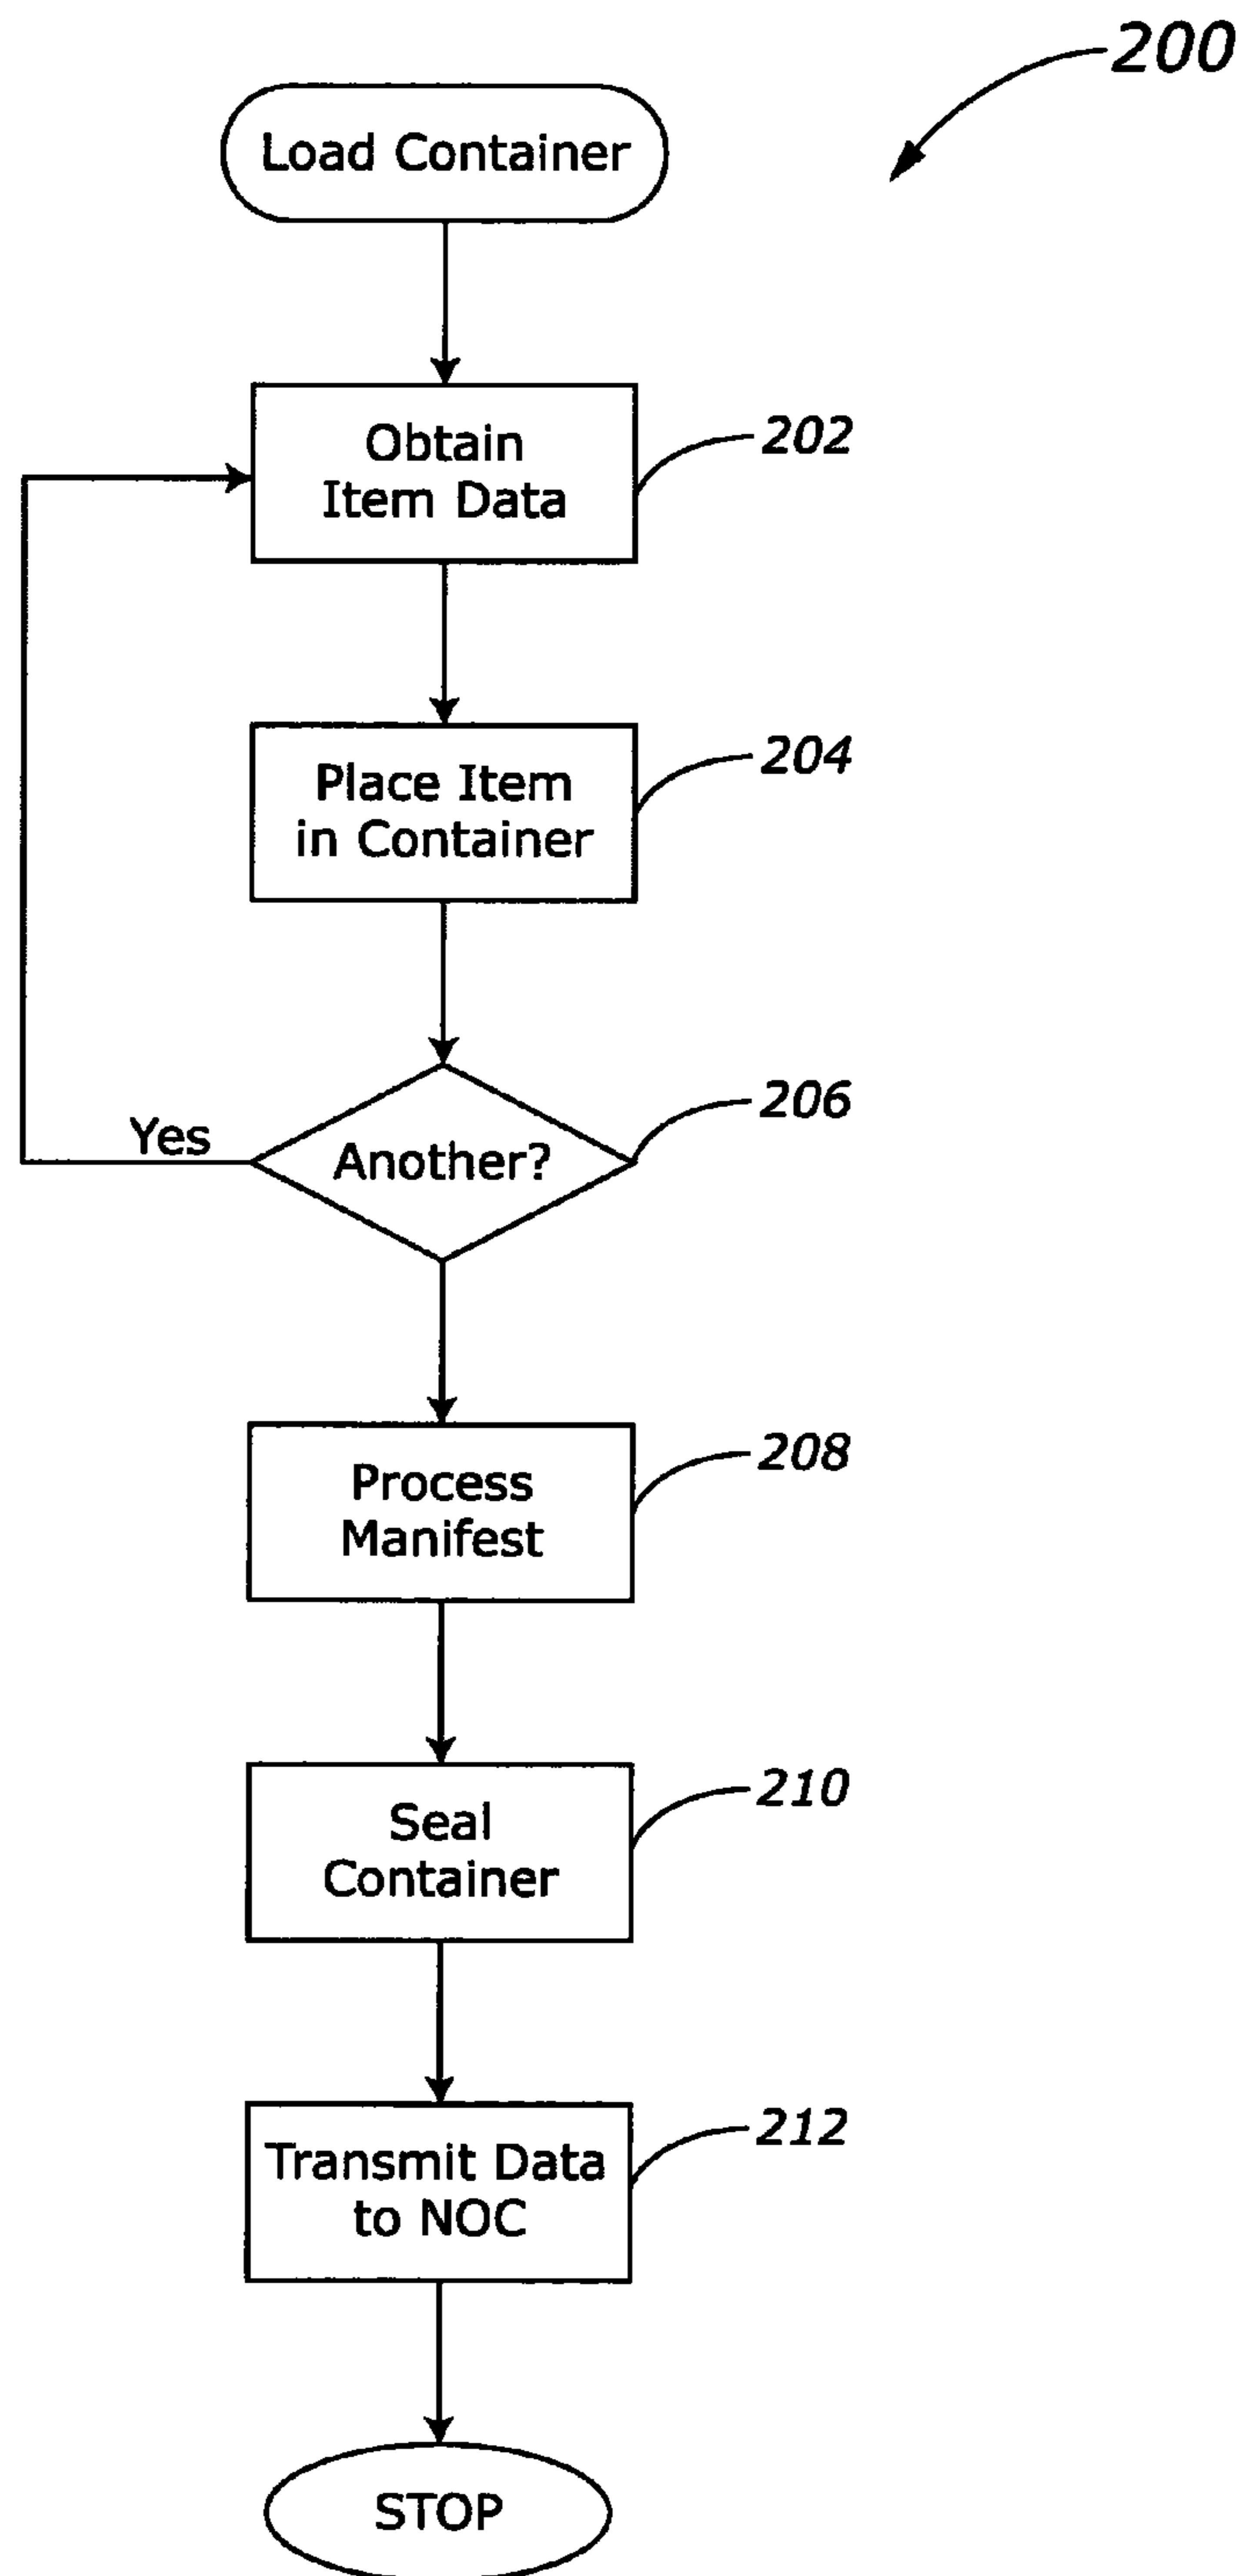 200
Load Container
Obtain
Item Data
202
Place Item
in Container
204
Yes
Another?
206
Process
Manifest
208
Seal
Container
210
Transmit Data
to NOC
212
STOP